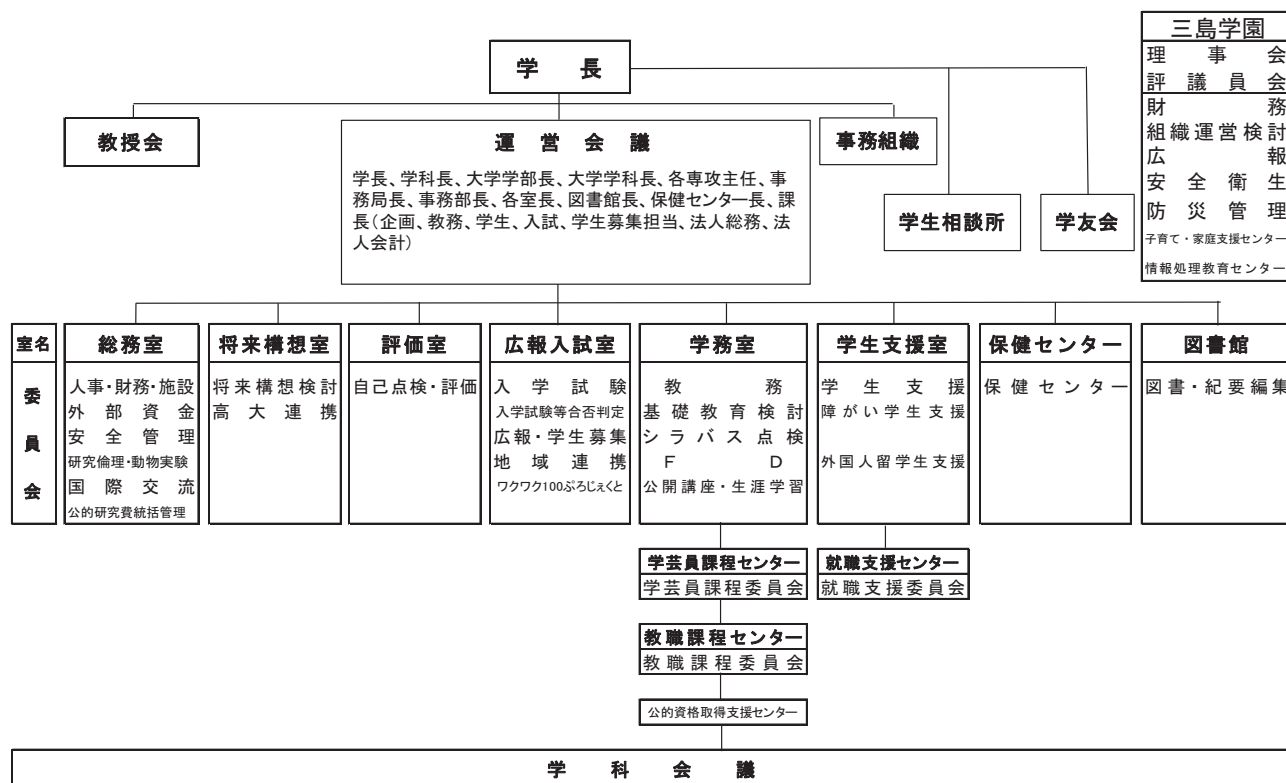 三島学園
理事会
評議員会
財務
組織運営検討
広報
安全衛生
防災管理
子育て・家庭支援センター
情報処理教育センター
学長
教授会
運営会議
学長、学科長、大学学部長、大学学科長、各専攻主任、事
務局長、事務部長、各室長、図書館長、保健センター長、課
長(企画、教務、学生、入試、学生募集担当、法人総務、法
人会計)
事務組織
学生相談所
学友会
室名
委員会
総務室
人事・財務・施設
外部資金
安全管理
研究倫理・動物実験
国際交流
公的研究費統括管理
将来構想室
将来構想検討
高大連携
評価室
自己点検・評価
広報入試室
入学試験
入学試験等合否判定
広報・学生募集
地域連携
ワクワク100ぷろじぇくと
学務室
教務
基礎教育検討
シラバス点検
FD
公開講座・生涯学習
学生支援室
学生支援
障がい学生支援
外国人留学生支援
保健センター
保健センター
図書館
図書・紀要編集
学芸員課程センター
学芸員課程委員会
就職支援センター
就職支援委員会
教職課程センター
教職課程委員会
公的資格取得支援センター
学科会議